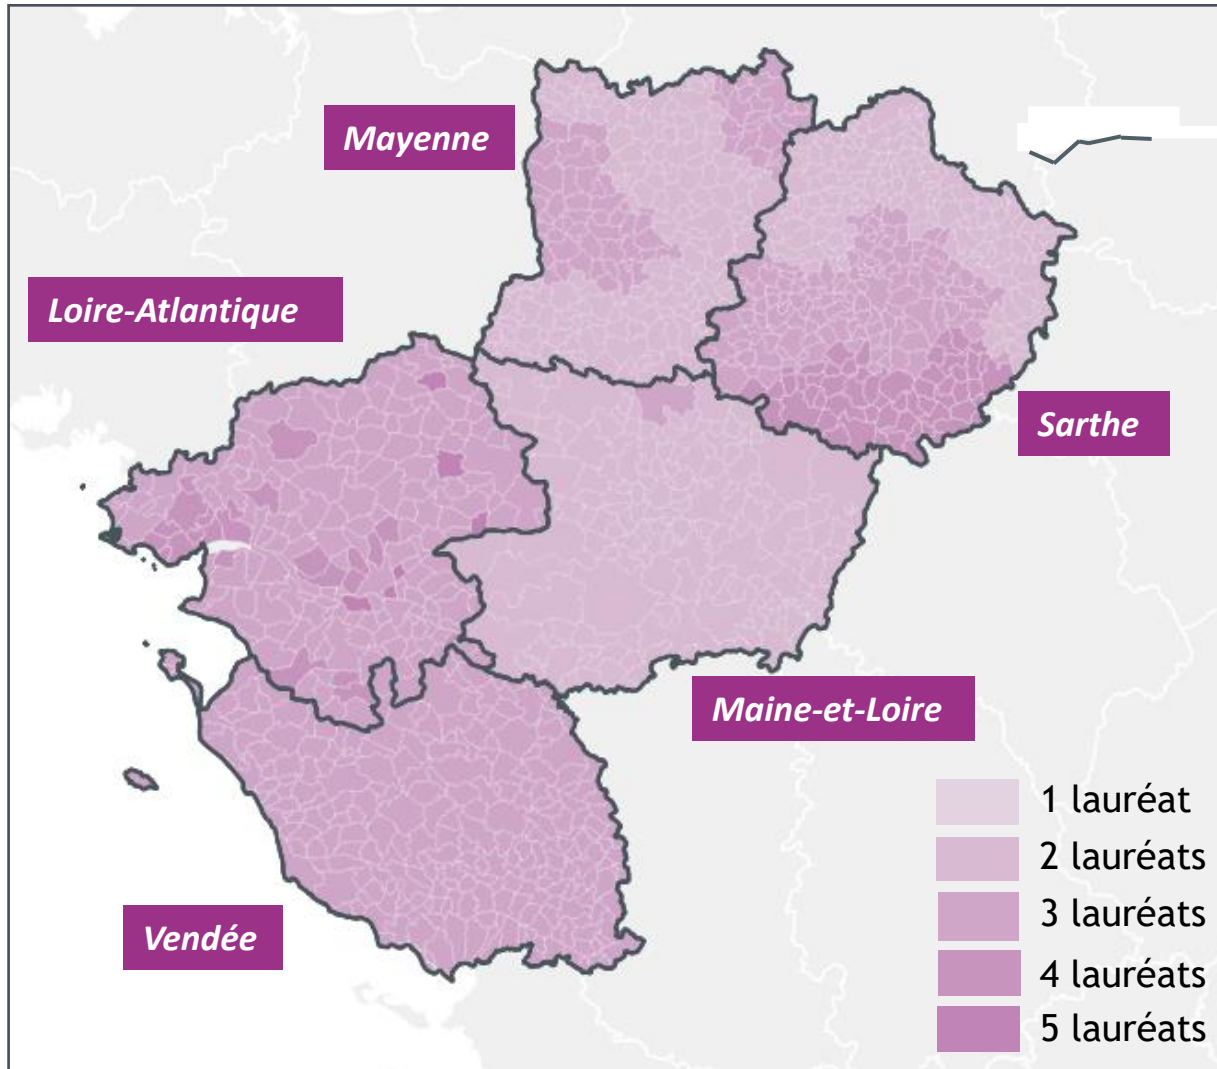 Mayenne
Loire-Atlantique
Sarthe
Maine-et-Loire
Vendée
1 lauréat
2 lauréats
3 lauréats
4 lauréats
5 lauréats